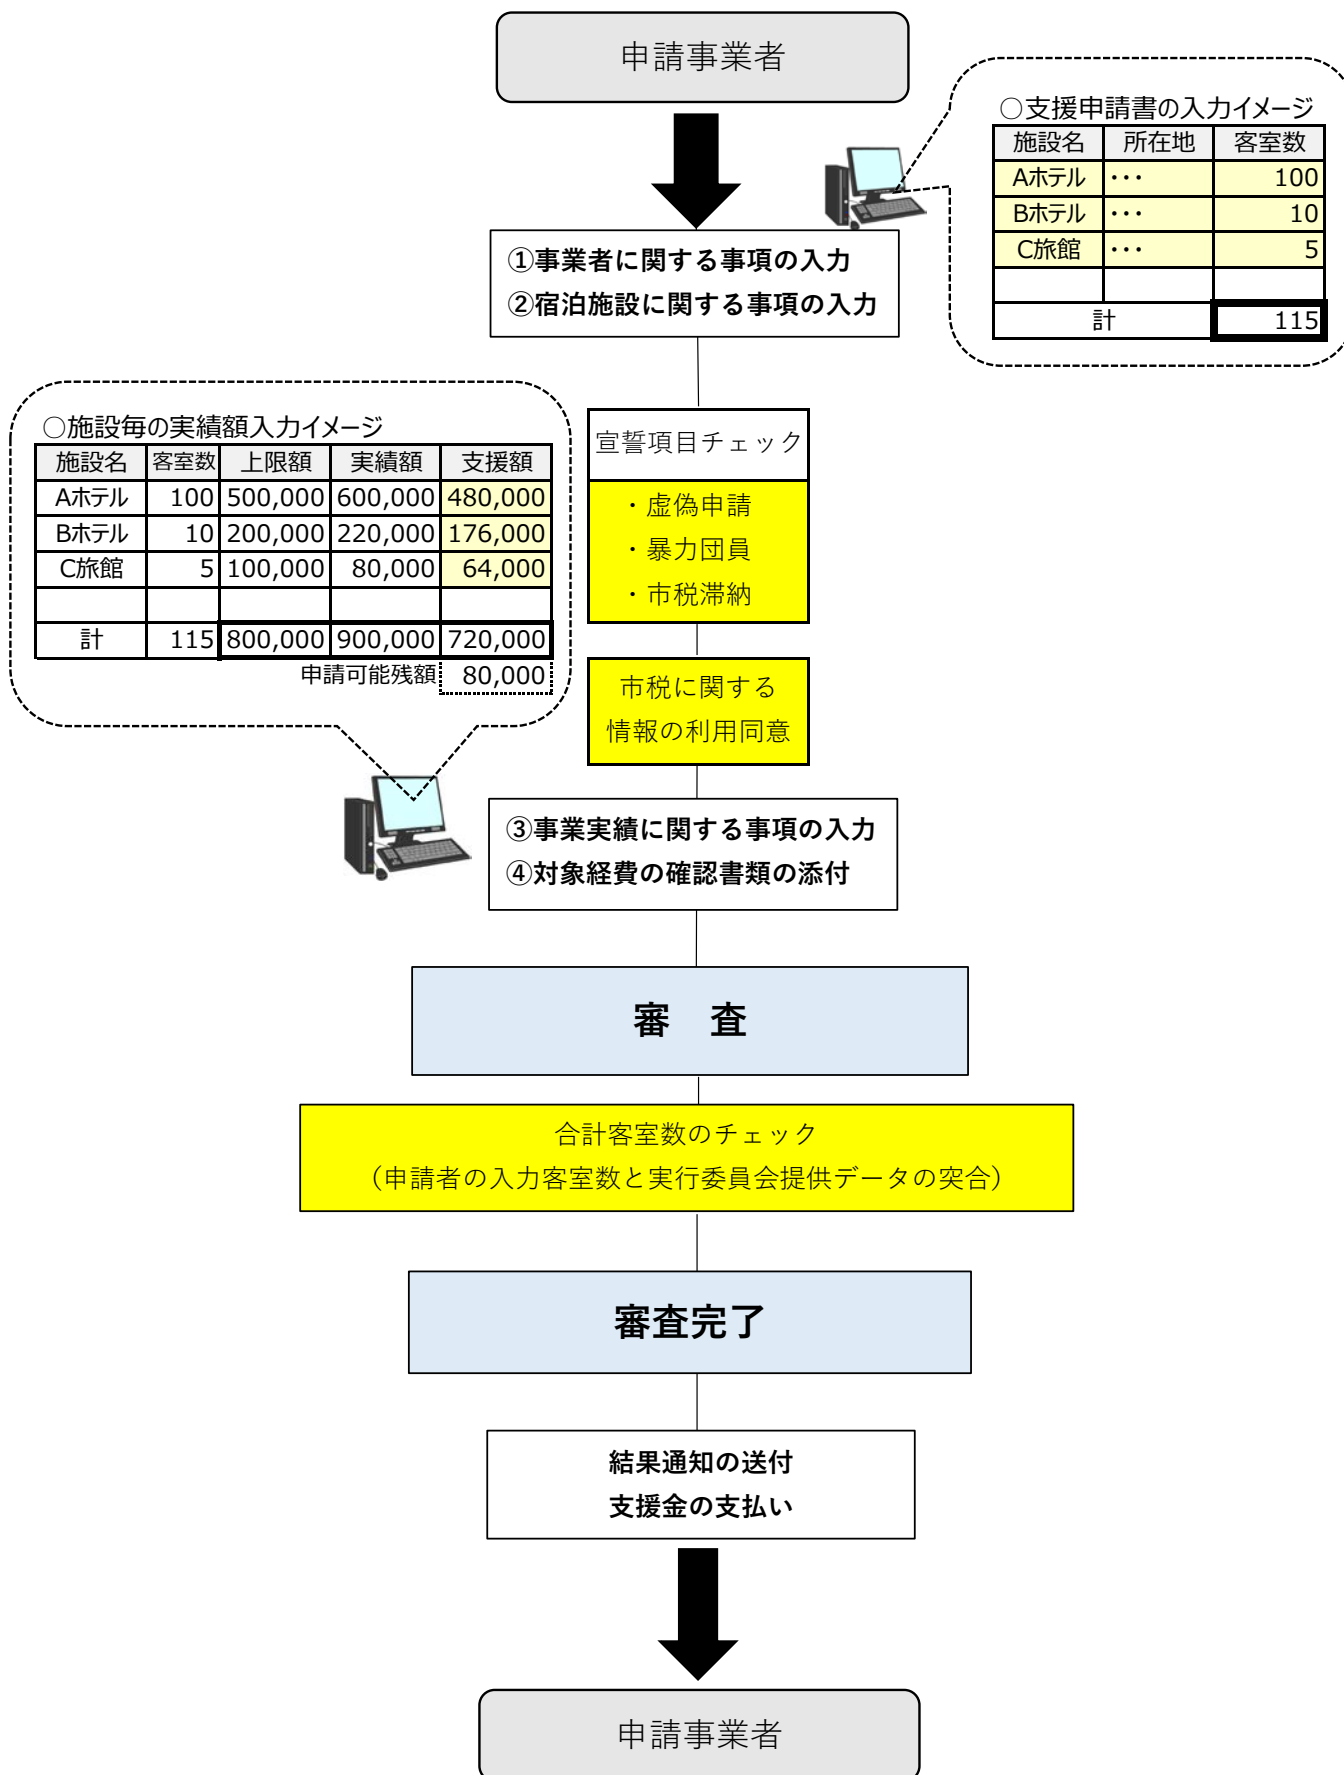 申請事業者
○支援申請書の入力イメージ
施設名 所在地 客室数
Aホテル ・・・ 100
Bホテル ・・・ 10
C旅館 ・・・ 5
計 115
①事業者に関する事項の入力
②宿泊施設に関する事項の入力
○施設毎の実績額入力イメージ
施設名 客室数 上限額 実績額 支援額
Aホテル 100 500,000 600,000 480,000
Bホテル 10 200,000 220,000 176,000
C旅館 5 100,000 80,000 64,000
計 115 800,000 900,000 720,000
申請可能残額 80,000
宣誓項目チェック
・虚偽申請
・暴力団員
・市税滞納
市税に関する
情報の利用同意
③事業実績に関する事項の入力
④対象経費の確認書類の添付
審　査
合計客室数のチェック
（申請者の入力客室数と実行委員会提供データの突合）
審査完了
結果通知の送付
支援金の支払い
申請事業者